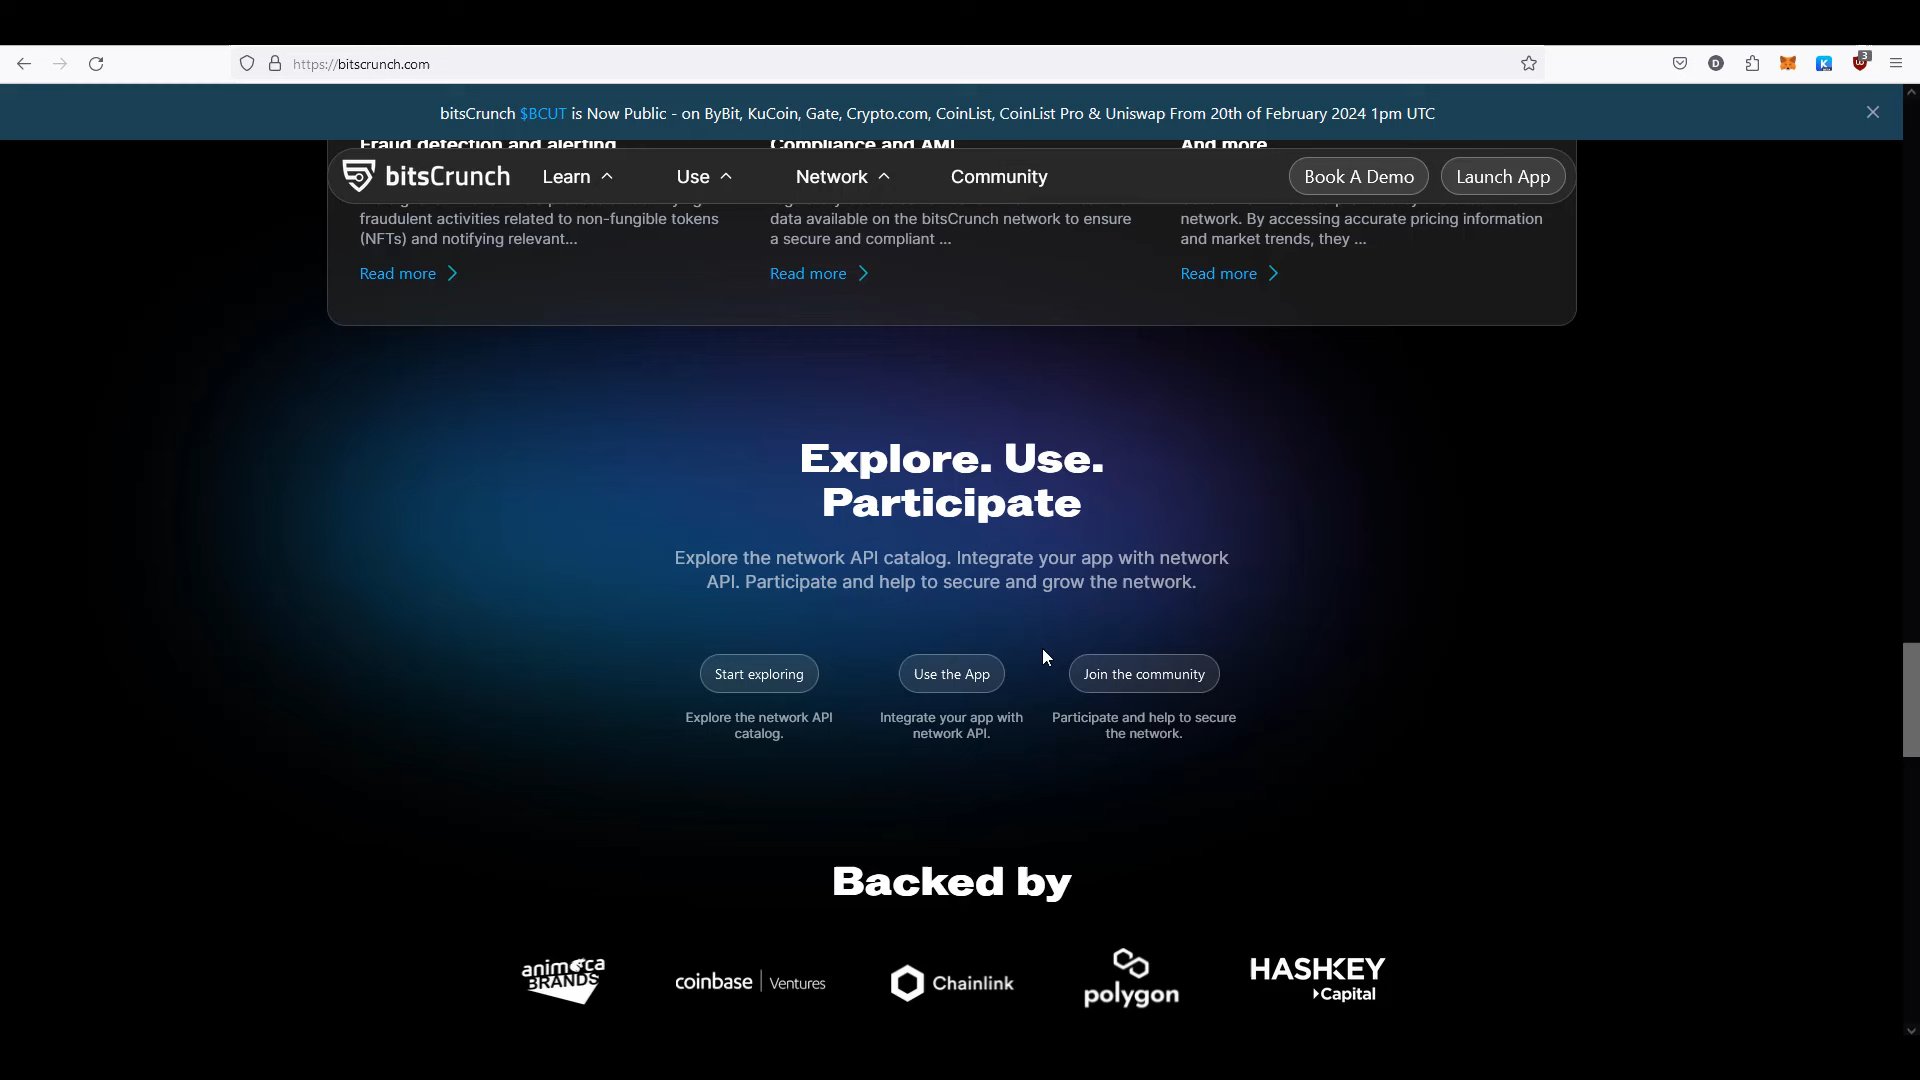 https://bitscrunch.com
D
3
bitsCrunch $BCUT is Now Public - on ByBit, KuCoin, Gate, Crypto.com, CoinList, CoinList Pro & Uniswap From 20th of February 2024 1pm UTC
Fraud detection and alerting
Compliance and AML
And more
bitsCrunch
Learn
Use
Network
Community
Book A Demo
Launch App
fraudulent activities related to non-fungible tokens
(NFTs) and notifying relevant...
data available on the bitsCrunch network to ensure
a secure and compliant ...
network. By accessing accurate pricing information
and market trends, they ...
Read more
Read more
Read more
Explore. Use.
Participate
Explore the network API catalog. Integrate your app with network
API. Participate and help to secure and grow the network.
Start exploring
Use the App
Join the community
Explore the network API
catalog.
Integrate your app with
network API.
Participate and help to secure
the network.
Backed by
animoca
BRANDS
coinbase | Ventures
Chainlink
polygon
HASHKEY
Capital